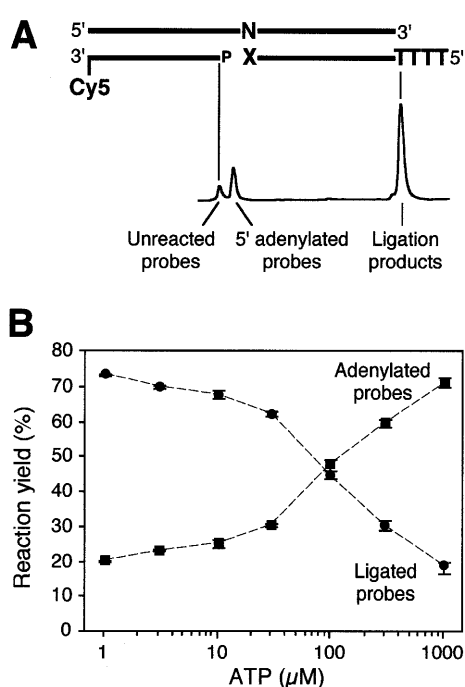 A
5' N 3'
3' P X TTTT 5'
Cy5
Unreacted probes
5' adenylated probes
Ligation products
B
80
70
60
50
40
30
20
10
0
Reaction yield (%)
Adenylated probes
Ligated probes
1 10 100 1000
ATP (µM)